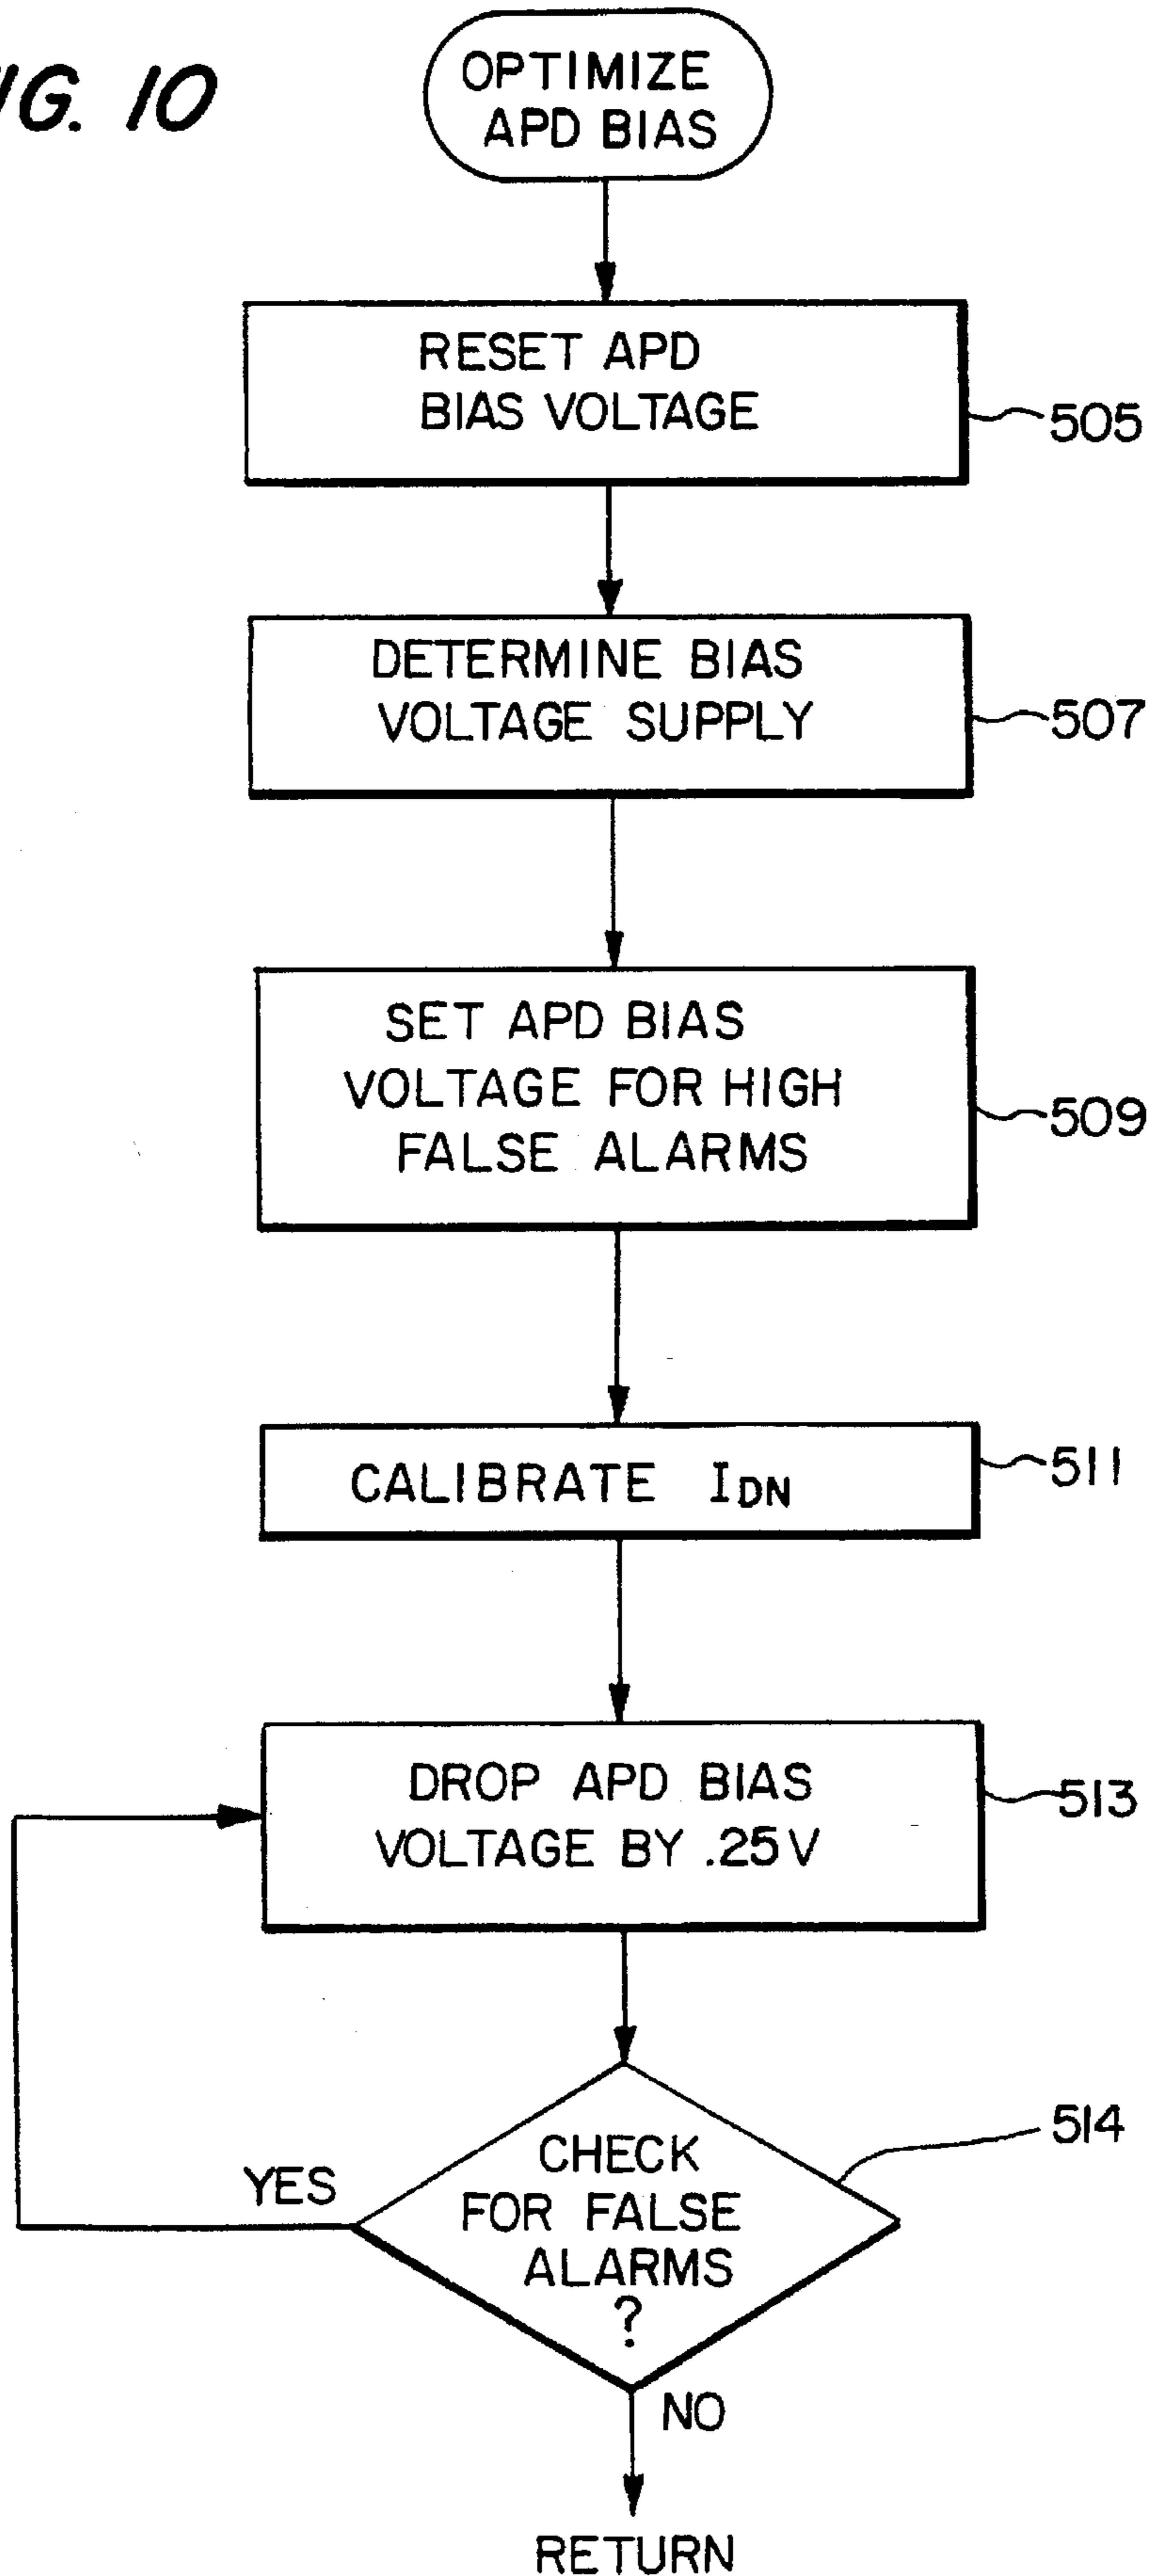 IG. 10
OPTIMIZE
APD BIAS
RESET APD
BIAS VOLTAGE
505
DETERMINE BIAS
VOLTAGE SUPPLY
507
SET APD BIAS
VOLTAGE FOR HIGH
FALSE ALARMS
509
CALIBRATE IDN
511
DROP APD BIAS
VOLTAGE BY .25V
513
CHECK
FOR FALSE
ALARMS
?
514
YES
NO
RETURN